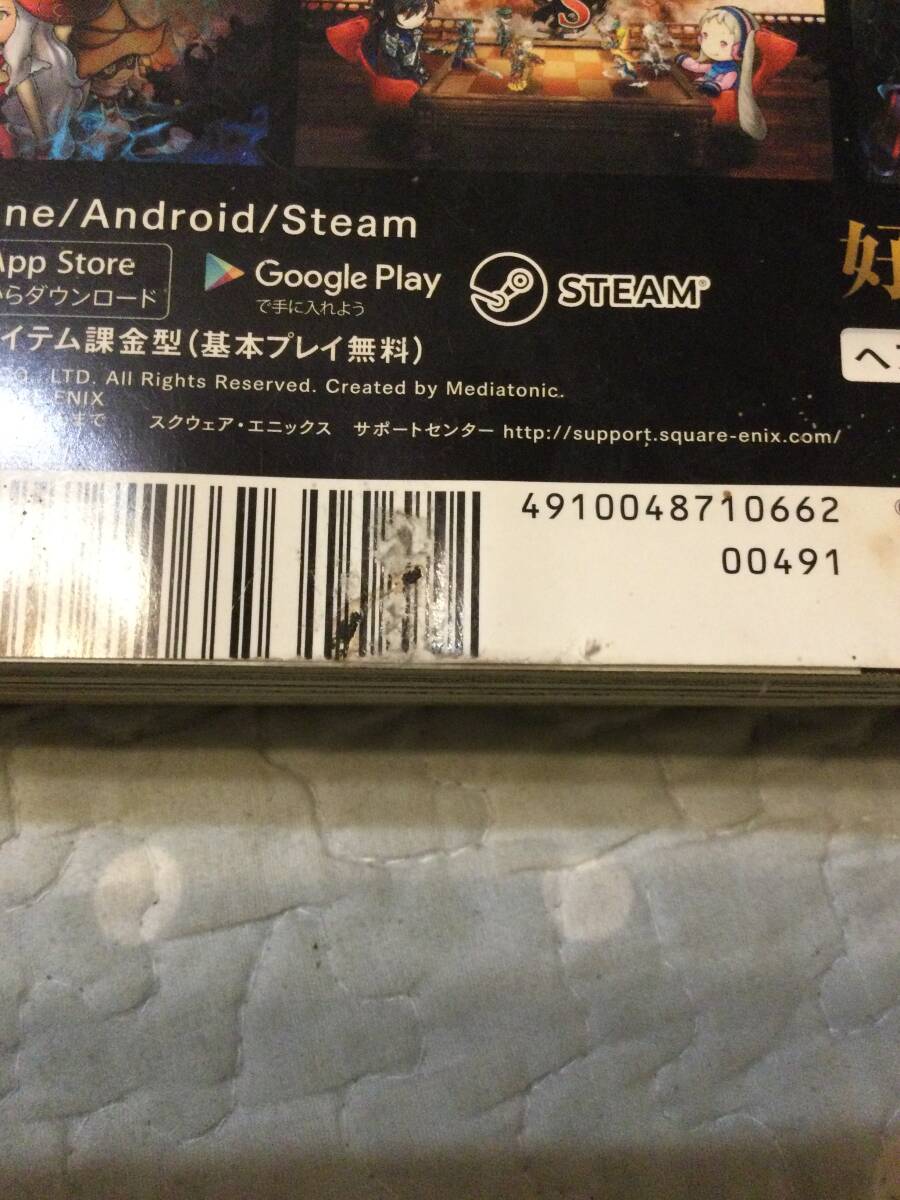 S
ne/Android/Steam
App Store
らダウンロード
Google Play
で手に入れよう
STEAM®
イテム課金型(基本プレイ無料)
LTD. All Rights Reserved. Created by Mediatonic.
ENIX
まで スクウェア・エニックス サポートセンター http://support.square-enix.com/
4910048710662
00491
好
ヘ